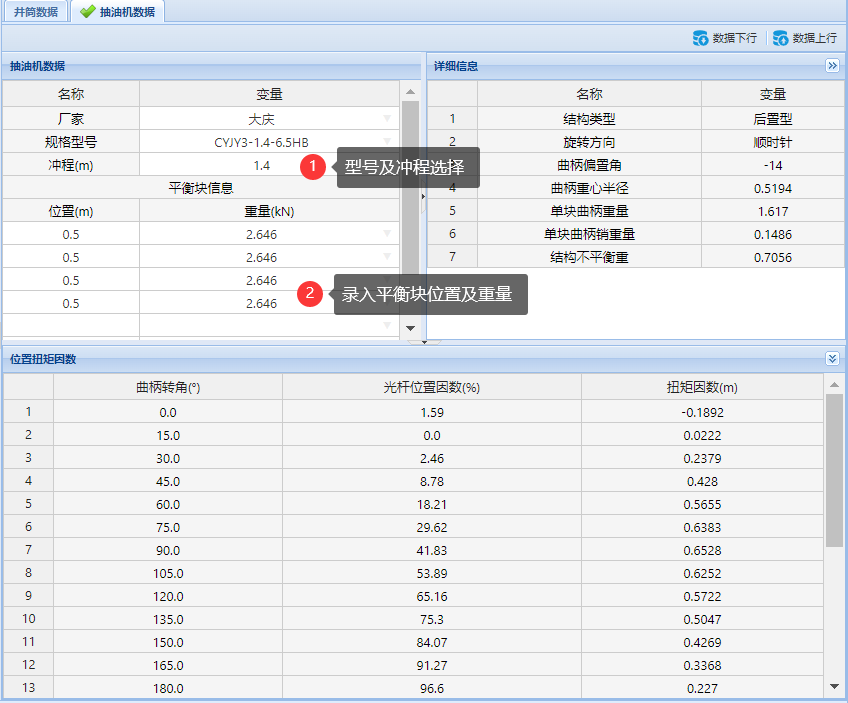 井筒数据 抽油机数据
数据下行 数据上行
抽油机数据
名称 变量
厂家 大庆
规格型号 CYJY3-1.4-6.5HB
冲程(m) 1.4
平衡块信息
位置(m) 重量(kN)
0.5 2.646
0.5 2.646
0.5 2.646
0.5 2.646
1 型号及冲程选择
2 录入平衡块位置及重量
详细信息
名称 变量
1 结构类型 后置型
2 旋转方向 顺时针
曲柄偏置角 -14
4 曲柄重心半径 0.5194
5 单块曲柄重量 1.617
6 单块曲柄销重量 0.1486
7 结构不平衡重 0.7056
位置扭矩因数
曲柄转角(°) 光杆位置因数(%) 扭矩因数(m)
1 0.0 1.59 -0.1892
2 15.0 0.0 0.0222
3 30.0 2.46 0.2379
4 45.0 8.78 0.428
5 60.0 18.21 0.5655
6 75.0 29.62 0.6383
7 90.0 41.83 0.6528
8 105.0 53.89 0.6252
9 120.0 65.16 0.5722
10 135.0 75.3 0.5047
11 150.0 84.07 0.4269
12 165.0 91.27 0.3368
13 180.0 96.6 0.227